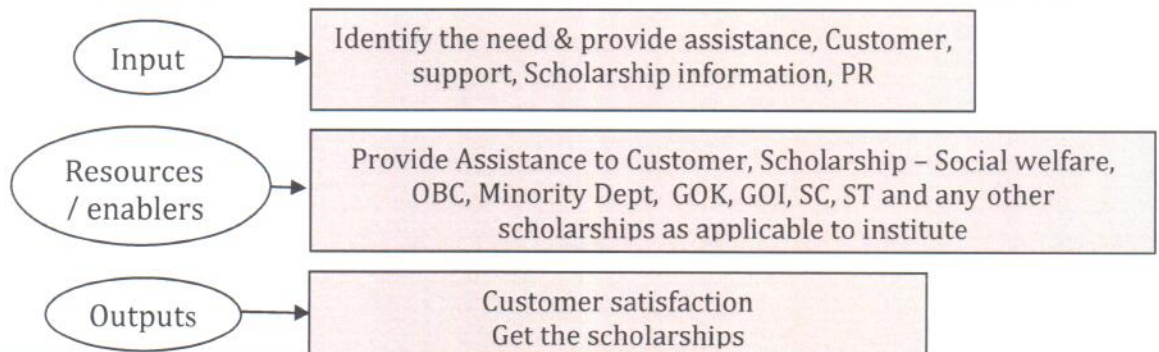 Input
Identify the need & provide assistance, Customer,
support, Scholarship information, PR
Resources
/ enablers
Provide Assistance to Customer, Scholarship – Social welfare,
OBC, Minority Dept, GOK, GOI, SC, ST and any other
scholarships as applicable to institute
Outputs
Customer satisfaction
Get the scholarships